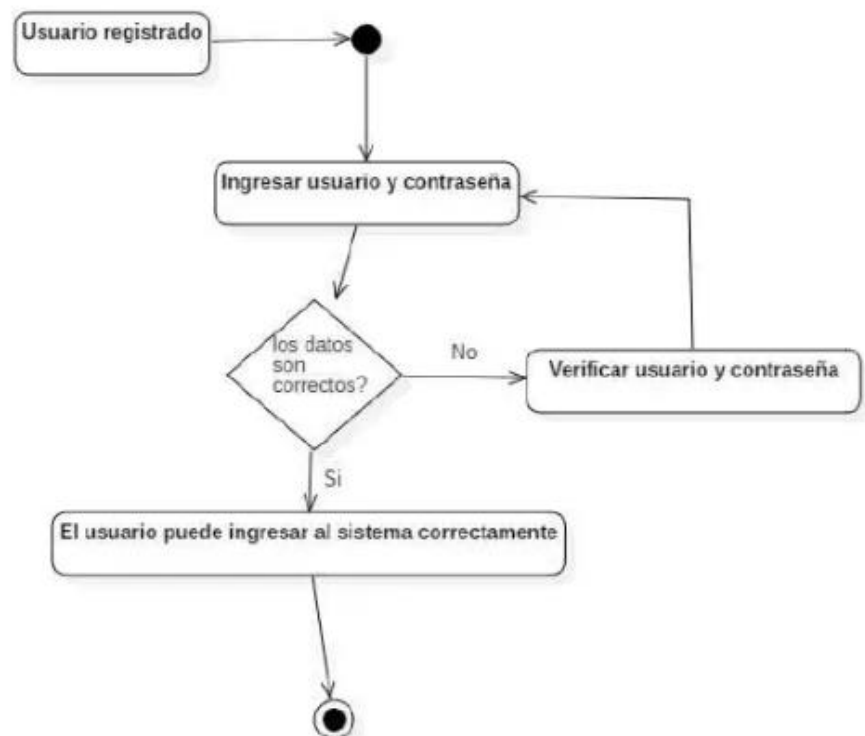 Usuario registrado
Ingresar usuario y contraseña
los datos
son
correctos?
No
Verificar usuario y contraseña
Si
El usuario puede ingresar al sistema correctamente